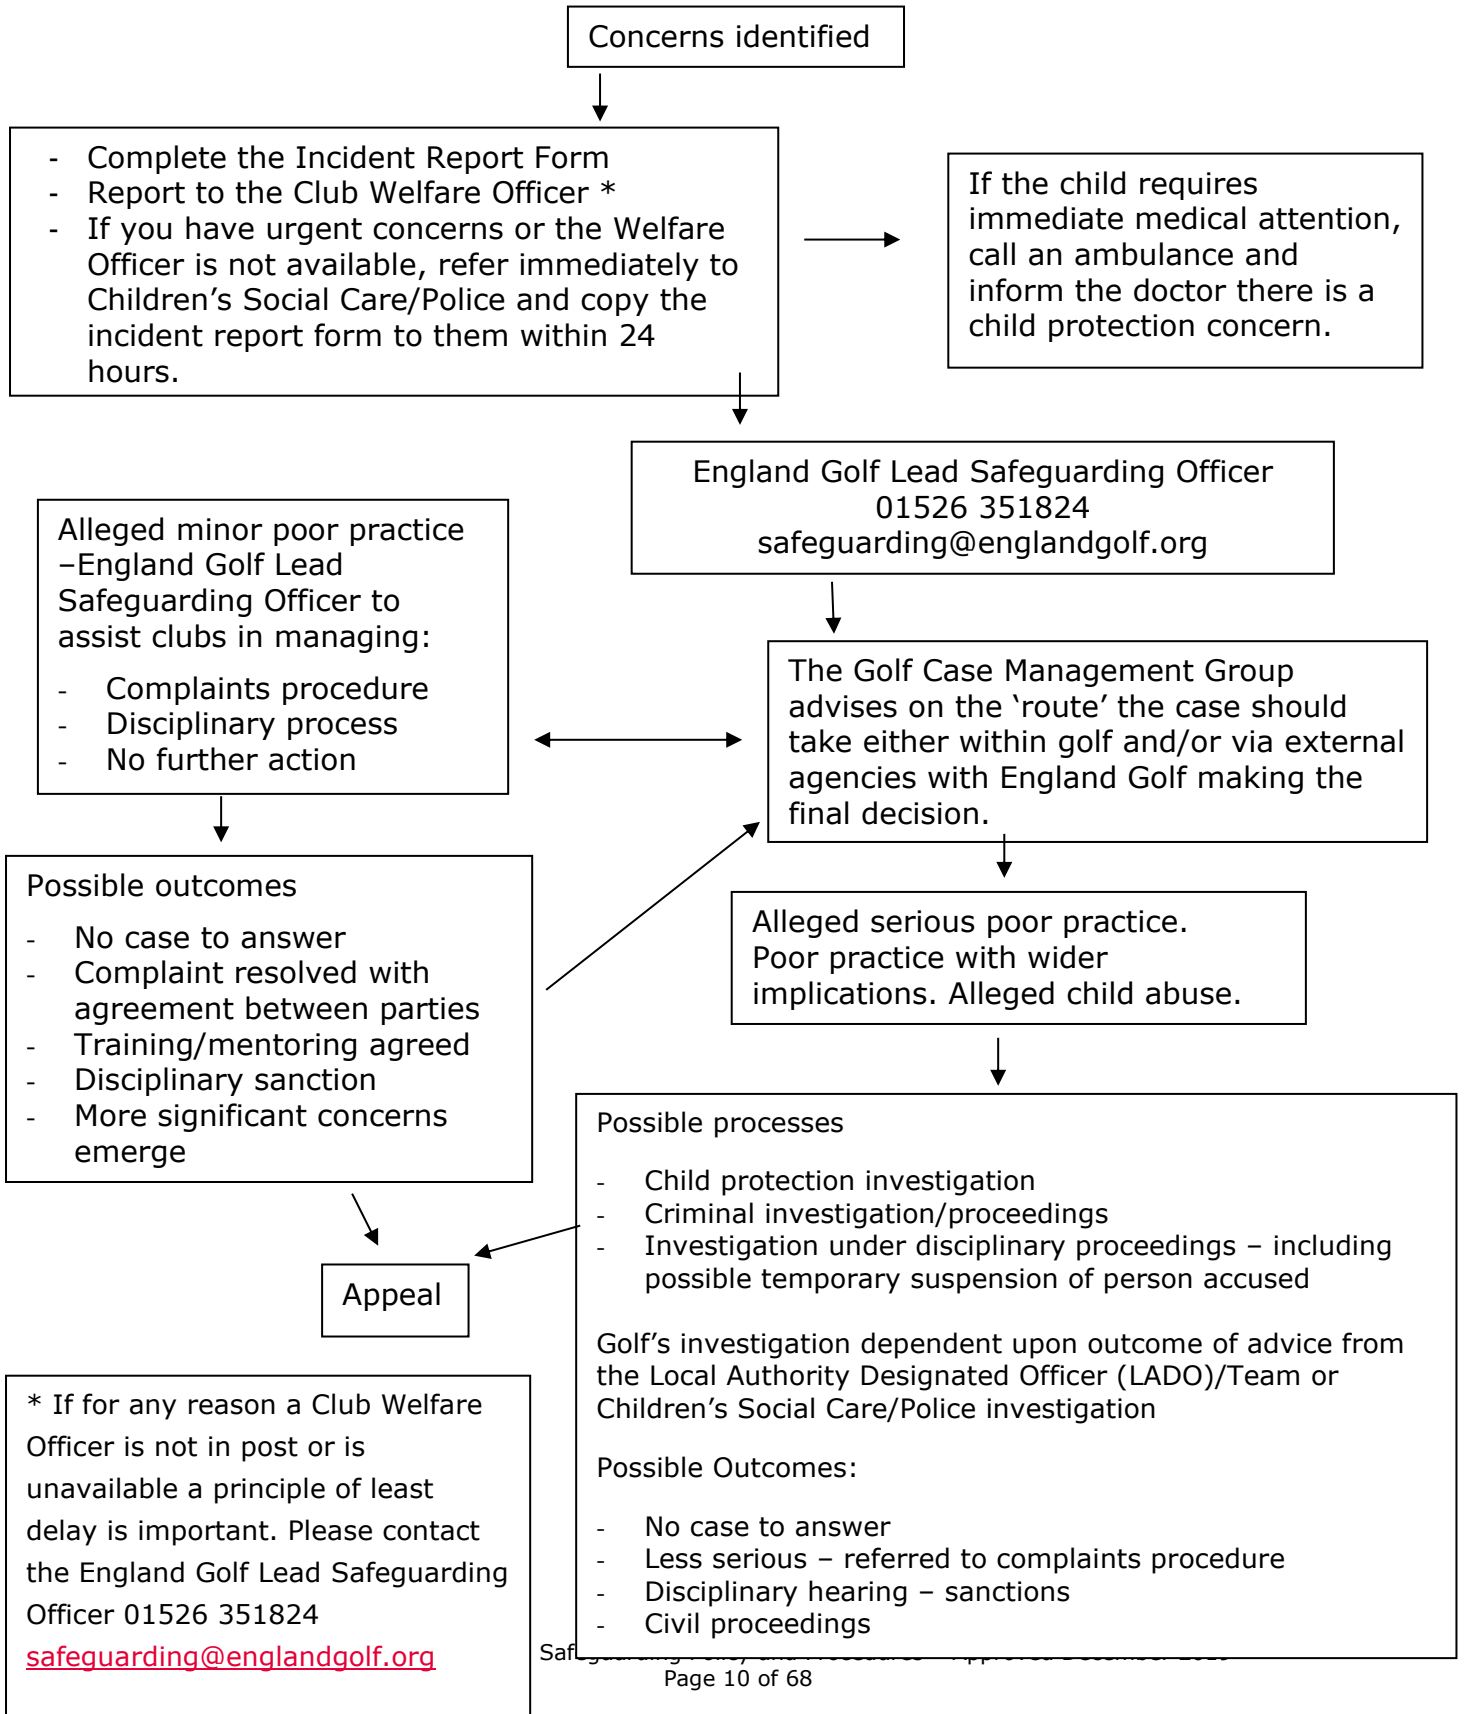 Concerns identified
- Complete the Incident Report Form
- Report to the Club Welfare Officer *
- If you have urgent concerns or the Welfare
Officer is not available, refer immediately to
Children’s Social Care/Police and copy the
incident report form to them within 24
hours.
If the child requires
immediate medical attention,
call an ambulance and
inform the doctor there is a
child protection concern.
England Golf Lead Safeguarding Officer
01526 351824
safeguarding@englandgolf.org
Alleged minor poor practice
–England Golf Lead
Safeguarding Officer to
assist clubs in managing:
- Complaints procedure
- Disciplinary process
- No further action
The Golf Case Management Group
advises on the ‘route’ the case should
take either within golf and/or via external
agencies with England Golf making the
final decision.
Possible outcomes
- No case to answer
- Complaint resolved with
agreement between parties
- Training/mentoring agreed
- Disciplinary sanction
- More significant concerns
emerge
Alleged serious poor practice.
Poor practice with wider
implications. Alleged child abuse.
Possible processes
- Child protection investigation
- Criminal investigation/proceedings
- Investigation under disciplinary proceedings – including
possible temporary suspension of person accused
Golf’s investigation dependent upon outcome of advice from
the Local Authority Designated Officer (LADO)/Team or
Children’s Social Care/Police investigation
Possible Outcomes:
- No case to answer
- Less serious – referred to complaints procedure
- Disciplinary hearing – sanctions
- Civil proceedings
Appeal
* If for any reason a Club Welfare
Officer is not in post or is
unavailable a principle of least
delay is important. Please contact
the England Golf Lead Safeguarding
Officer 01526 351824
safeguarding@englandgolf.org
Safeguarding Policy and Procedures
Page 10 of 68